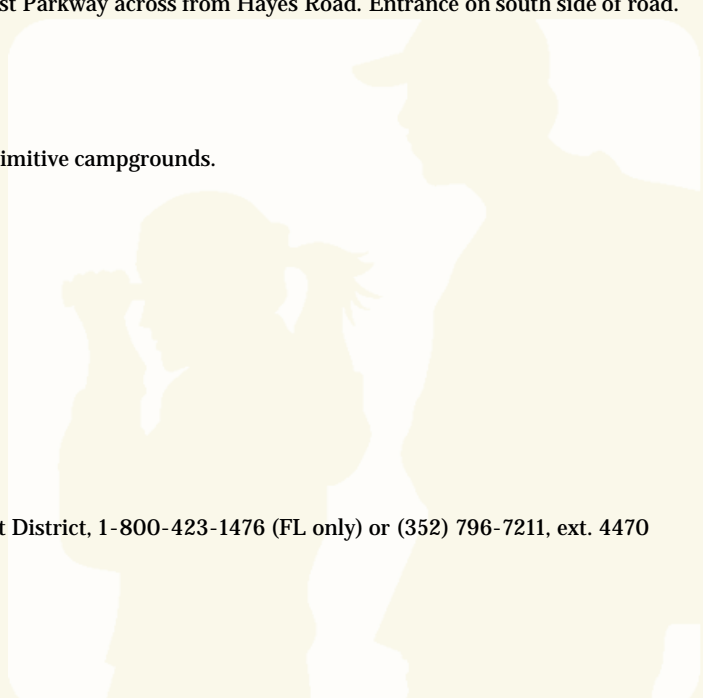 st Parkway across from Hayes Road. Entrance on south side of road.
imitive campgrounds.
t District, 1-800-423-1476 (FL only) or (352) 796-7211, ext. 4470